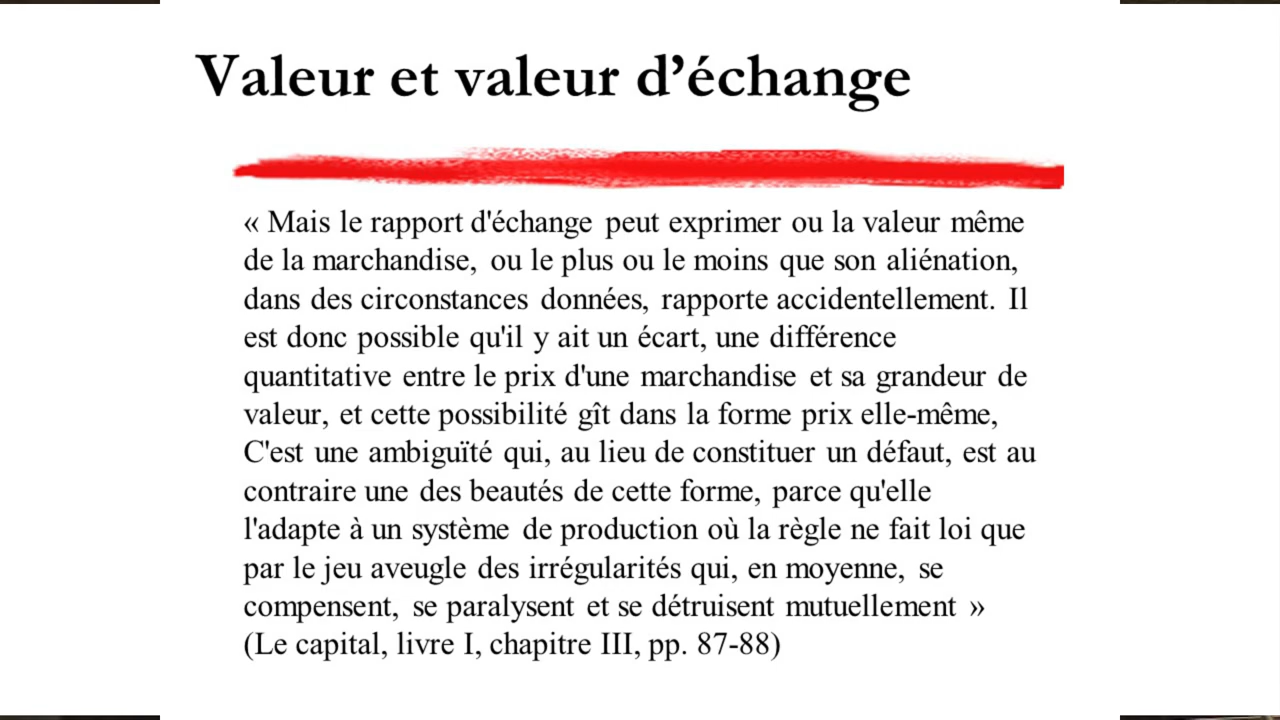 Valeur et valeur d’échange
« Mais le rapport d'échange peut exprimer ou la valeur même
de la marchandise, ou le plus ou le moins que son aliénation,
dans des circonstances données, rapporte accidentellement. Il
est donc possible qu'il y ait un écart, une différence
quantitative entre le prix d'une marchandise et sa grandeur de
valeur, et cette possibilité gît dans la forme prix elle-même,
C'est une ambiguïté qui, au lieu de constituer un défaut, est au
contraire une des beautés de cette forme, parce qu'elle
l'adapte à un système de production où la règle ne fait loi que
par le jeu aveugle des irrégularités qui, en moyenne, se
compensent, se paralysent et se détruisent mutuellement »
(Le capital, livre I, chapitre III, pp. 87-88)